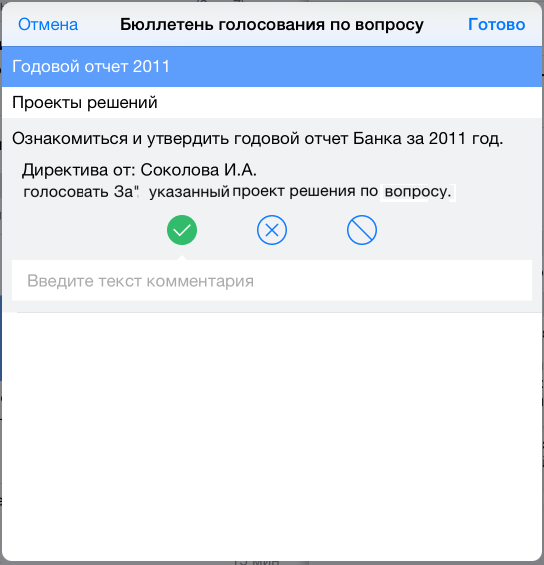 Отмена Бюллетень голосования по вопросу Готово
Годовой отчет 2011
Проекты решений
Ознакомиться и утвердить годовой отчет Банка за 2011 год.
Директива от: Соколова И.А.
голосовать За" указанный проект решения по вопросу.
Введите текст комментария